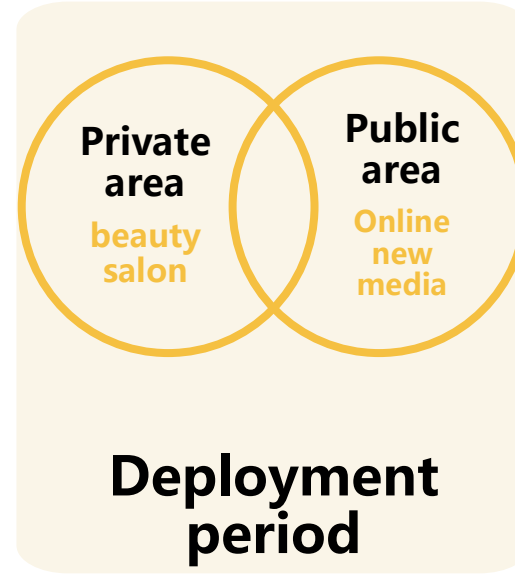 Private
area
beauty
salon
Public
area
Online
new
media
Deployment
period